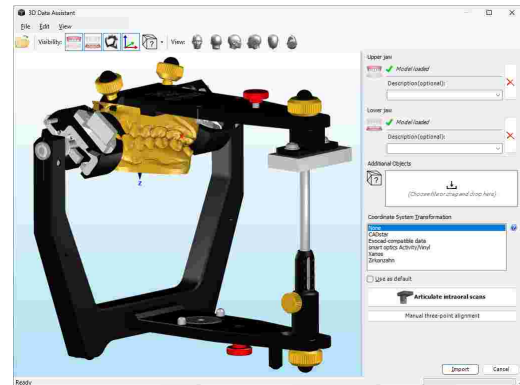 3D Data Assistant
File Edit View
Visibility: View:
Upper jaw
Model loaded
Description(optional):
Lower jaw
Model loaded
Description(optional):
Additional Objects
(Choose file or drag and drop here)
Coordinate System Transformation
None
CADstar
Exocad-compatible data
smart optics Activity/Vinyl
Yamee
Zirkonzahn
Use as default
Articulate intraoral scans
Manual three-point alignment
Import Cancel
Ready
z